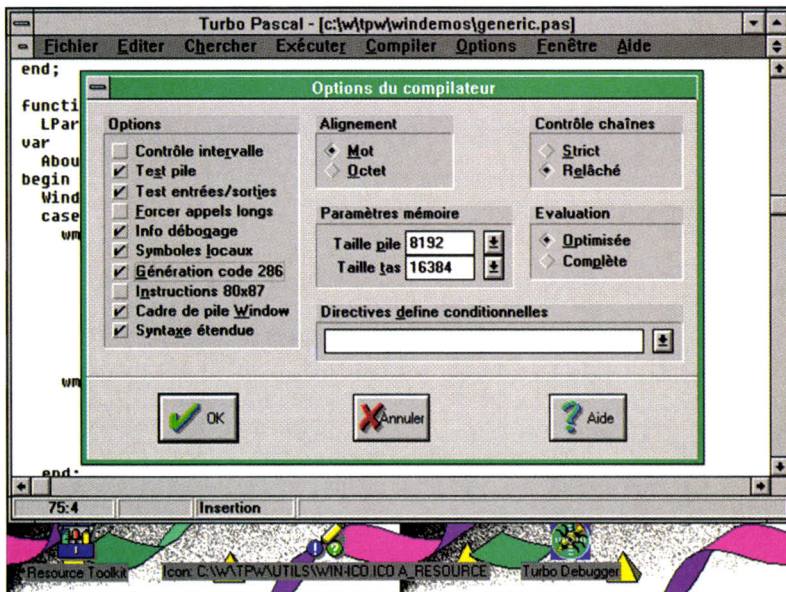 Turbo Pascal - [c:\w\tpw\windemos\generic.pas]
Fichier Editer Chercher Exécuter Compiler Options Fenêtre Aide
end;
functi
LPar
var
Abou
begin
Wind
case
wm
wm
end;
Options du compilateur
Options
Contrôle intervalle
Test pile
Test entrées/sorties
Forcer appels longs
Info débogage
Symboles locaux
Génération code 286
Instructions 80x87
Cadre de pile Window
Syntaxe étendue
Alignement
Mot
Octet
Contrôle chaînes
Strict
Relâché
Paramètres mémoire
Taille pile 8192
Taille tas 16384
Evaluation
Optimisée
Complète
Directives define conditionnelles
OK
Annuler
Aide
75:4 Insertion
Resource Toolkit
Icon: C:\W\TPW\UTILS\WIN-ICO.ICO A_RESOURCE
Turbo Debugger